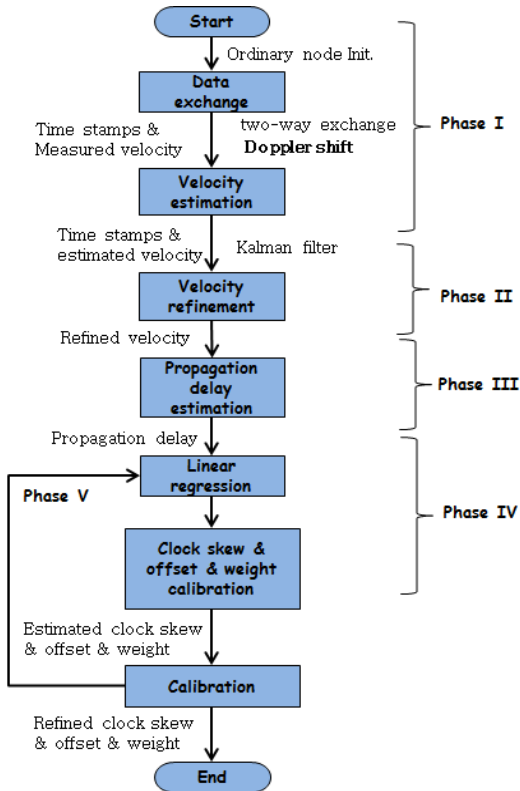 Start
Ordinary node Init.
Data
exchange
Time stamps &
Measured velocity
two-way exchange
Doppler shift
Phase I
Velocity
estimation
Time stamps &
estimated velocity
Kalman filter
Velocity
refinement
Phase II
Refined velocity
Propagation
delay
estimation
Phase III
Propagation delay
Linear
regression
Phase V
Phase IV
Clock skew &
offset & weight
calibration
Estimated clock skew
& offset & weight
Calibration
Refined clock skew
& offset & weight
End